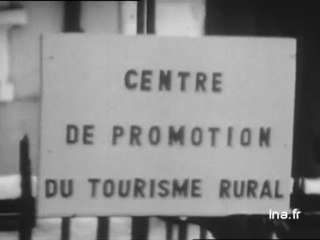 CENTRE
DE PROMOTION
DU TOURISME RURAL
ina.fr